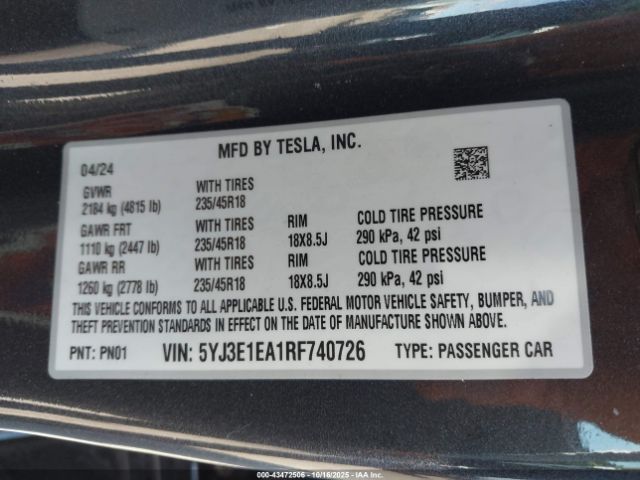 MFD BY TESLA, INC.
04/24
GVWR WITH TIRES
2184 kg (4815 lb) 235/45R18
GAWR FRT WITH TIRES RIM COLD TIRE PRESSURE
1110 kg (2447 lb) 235/45R18 18X8.5J 290 kPa, 42 psi
GAWR RR WITH TIRES RIM COLD TIRE PRESSURE
1260 kg (2778 lb) 235/45R18 18X8.5J 290 kPa, 42 psi
THIS VEHICLE CONFORMS TO ALL APPLICABLE U.S. FEDERAL MOTOR VEHICLE SAFETY, BUMPER, AND
THEFT PREVENTION STANDARDS IN EFFECT ON THE DATE OF MANUFACTURE SHOWN ABOVE.
PNT: PN01 VIN: 5YJ3E1EA1RF740726 TYPE: PASSENGER CAR
000-43472506 - 10/16/2025 - COPYRIGHT IAA, LLC.